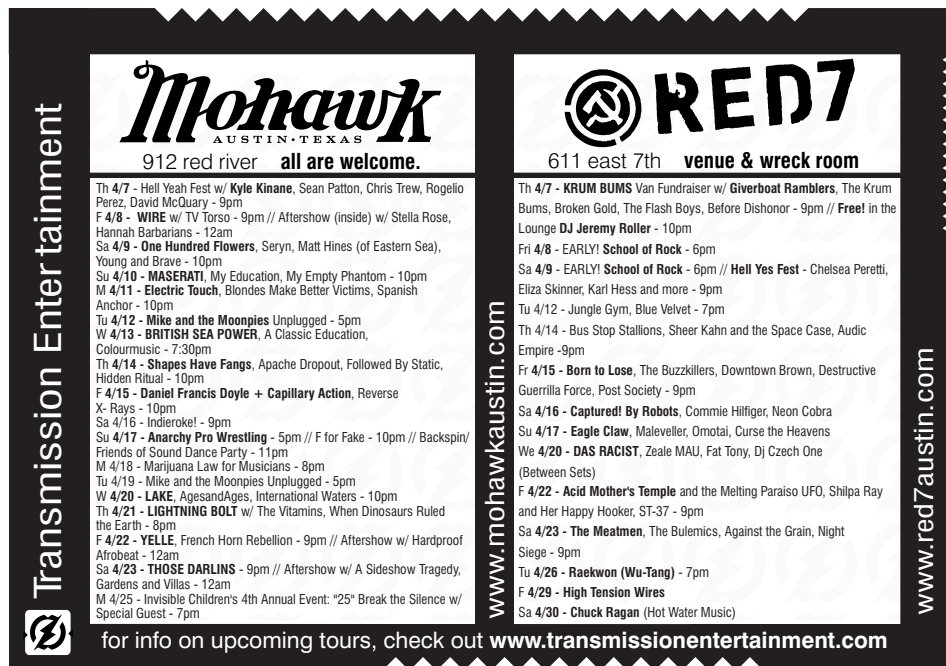 Transmission Entertainment
Mohawk
AUSTIN•TEXAS
912 red river all are welcome.
Th 4/7 - Hell Yeah Fest w/ Kyle Kinane, Sean Patton, Chris Trew, Rogelio
Perez, David McQuary - 9pm
F 4/8 - WIRE w/ TV Torso - 9pm // Aftershow (inside) w/ Stella Rose,
Hannah Barbarians - 12am
Sa 4/9 - One Hundred Flowers, Seryn, Matt Hines (of Eastern Sea),
Young and Brave - 10pm
Su 4/10 - MASERATI, My Education, My Empty Phantom - 10pm
M 4/11 - Electric Touch, Blondes Make Better Victims, Spanish
Anchor - 10pm
Tu 4/12 - Mike and the Moonpies Unplugged - 5pm
W 4/13 - BRITISH SEA POWER, A Classic Education,
Colourmusic - 7:30pm
Th 4/14 - Shapes Have Fangs, Apache Dropout, Followed By Static,
Hidden Ritual - 10pm
F 4/15 - Daniel Francis Doyle + Capillary Action, Reverse
X- Rays - 10pm
Sa 4/16 - Indieroke! - 9pm
Su 4/17 - Anarchy Pro Wrestling - 5pm // F for Fake - 10pm // Backspin/
Friends of Sound Dance Party - 11pm
M 4/18 - Marijuana Law for Musicians - 8pm
Tu 4/19 - Mike and the Moonpies Unplugged - 5pm
W 4/20 - LAKE, AgesandAges, International Waters - 10pm
Th 4/21 - LIGHTNING BOLT w/ The Vitamins, When Dinosaurs Ruled
the Earth - 8pm
F 4/22 - YELLE, French Horn Rebellion - 9pm // Aftershow w/ Hardproof
Afrobeat - 12am
Sa 4/23 - THOSE DARLINS - 9pm // Aftershow w/ A Sideshow Tragedy,
Gardens and Villas - 12am
M 4/25 - Invisible Children's 4th Annual Event: "25" Break the Silence w/
Special Guest - 7pm
www.mohawkaustin.com
RED7
611 east 7th venue & wreck room
Th 4/7 - KRUM BUMS Van Fundraiser w/ Giverboat Ramblers, The Krum
Bums, Broken Gold, The Flash Boys, Before Dishonor - 9pm // Free! in the
Lounge DJ Jeremy Roller - 10pm
Fri 4/8 - EARLY! School of Rock - 6pm
Sa 4/9 - EARLY! School of Rock - 6pm // Hell Yes Fest - Chelsea Peretti,
Eliza Skinner, Karl Hess and more - 9pm
Tu 4/12 - Jungle Gym, Blue Velvet - 7pm
Th 4/14 - Bus Stop Stallions, Sheer Kahn and the Space Case, Audic
Empire -9pm
Fr 4/15 - Born to Lose, The Buzzkillers, Downtown Brown, Destructive
Guerrilla Force, Post Society - 9pm
Sa 4/16 - Captured! By Robots, Commie Hilfiger, Neon Cobra
Su 4/17 - Eagle Claw, Maleveller, Omotai, Curse the Heavens
We 4/20 - DAS RACIST, Zeale MAU, Fat Tony, Dj Czech One
(Between Sets)
F 4/22 - Acid Mother's Temple and the Melting Paraiso UFO, Shilpa Ray
and Her Happy Hooker, ST-37 - 9pm
Sa 4/23 - The Meatmen, The Bulemics, Against the Grain, Night
Siege - 9pm
Tu 4/26 - Raekwon (Wu-Tang) - 7pm
F 4/29 - High Tension Wires
Sa 4/30 - Chuck Ragan (Hot Water Music)
www.red7austin.com
for info on upcoming tours, check out www.transmissionentertainment.com